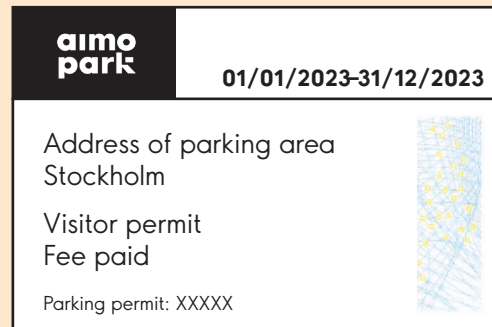 aimo
park
01/01/2023–31/12/2023
Address of parking area
Stockholm
Visitor permit
Fee paid
Parking permit: XXXXX